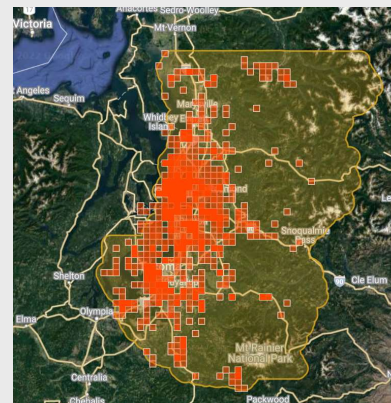 Anacortes
Sedro-Woolley
Victoria
Mt Vernon
Angeles
Sequim
Whidbey
Island
Snoqualmie
Pass
Shelton
Cle Elum
Elma
Olympia
Mt Rainier
National Park
Centralia
Packwood
Chehalis